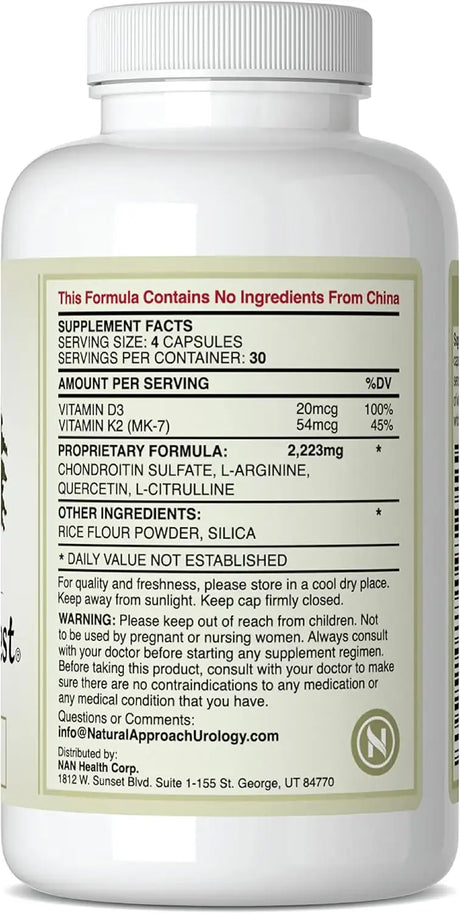 This Formula Contains No Ingredients From China
SUPPLEMENT FACTS
SERVING SIZE: 4 CAPSULES
SERVINGS PER CONTAINER: 30
AMOUNT PER SERVING %DV
VITAMIN D3 20mcg 100%
VITAMIN K2 (MK-7) 54mcg 45%
PROPRIETARY FORMULA: 2,223mg *
CHONDROITIN SULFATE, L-ARGININE,
QUERCETIN, L-CITRULLINE
OTHER INGREDIENTS: *
RICE FLOUR POWDER, SILICA
* DAILY VALUE NOT ESTABLISHED
For quality and freshness, please store in a cool dry place.
Keep away from sunlight. Keep cap firmly closed.
WARNING: Please keep out of reach from children. Not
to be used by pregnant or nursing women. Always consult
with your doctor before starting any supplement regimen.
Before taking this product, consult with your doctor to make
sure there are no contraindications to any medication or
any medical condition that you have.
Questions or Comments:
info@NaturalApproachUrology.com
Distributed by:
NAN Health Corp.
1812 W. Sunset Blvd. Suite 1-155 St. George, UT 84770
N